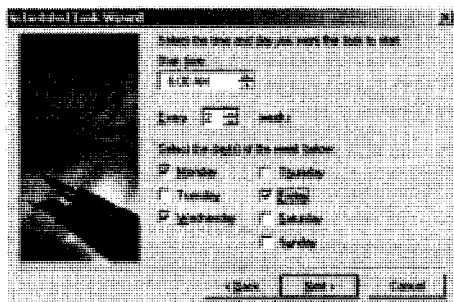 Scheduled Task Wizard
Select the time and day you want the task to start.
Start time:
Every weeks
Select the day(s) of the week below:
Monday Thursday
Tuesday Friday
Wednesday Saturday
Sunday
< Back Next > Cancel